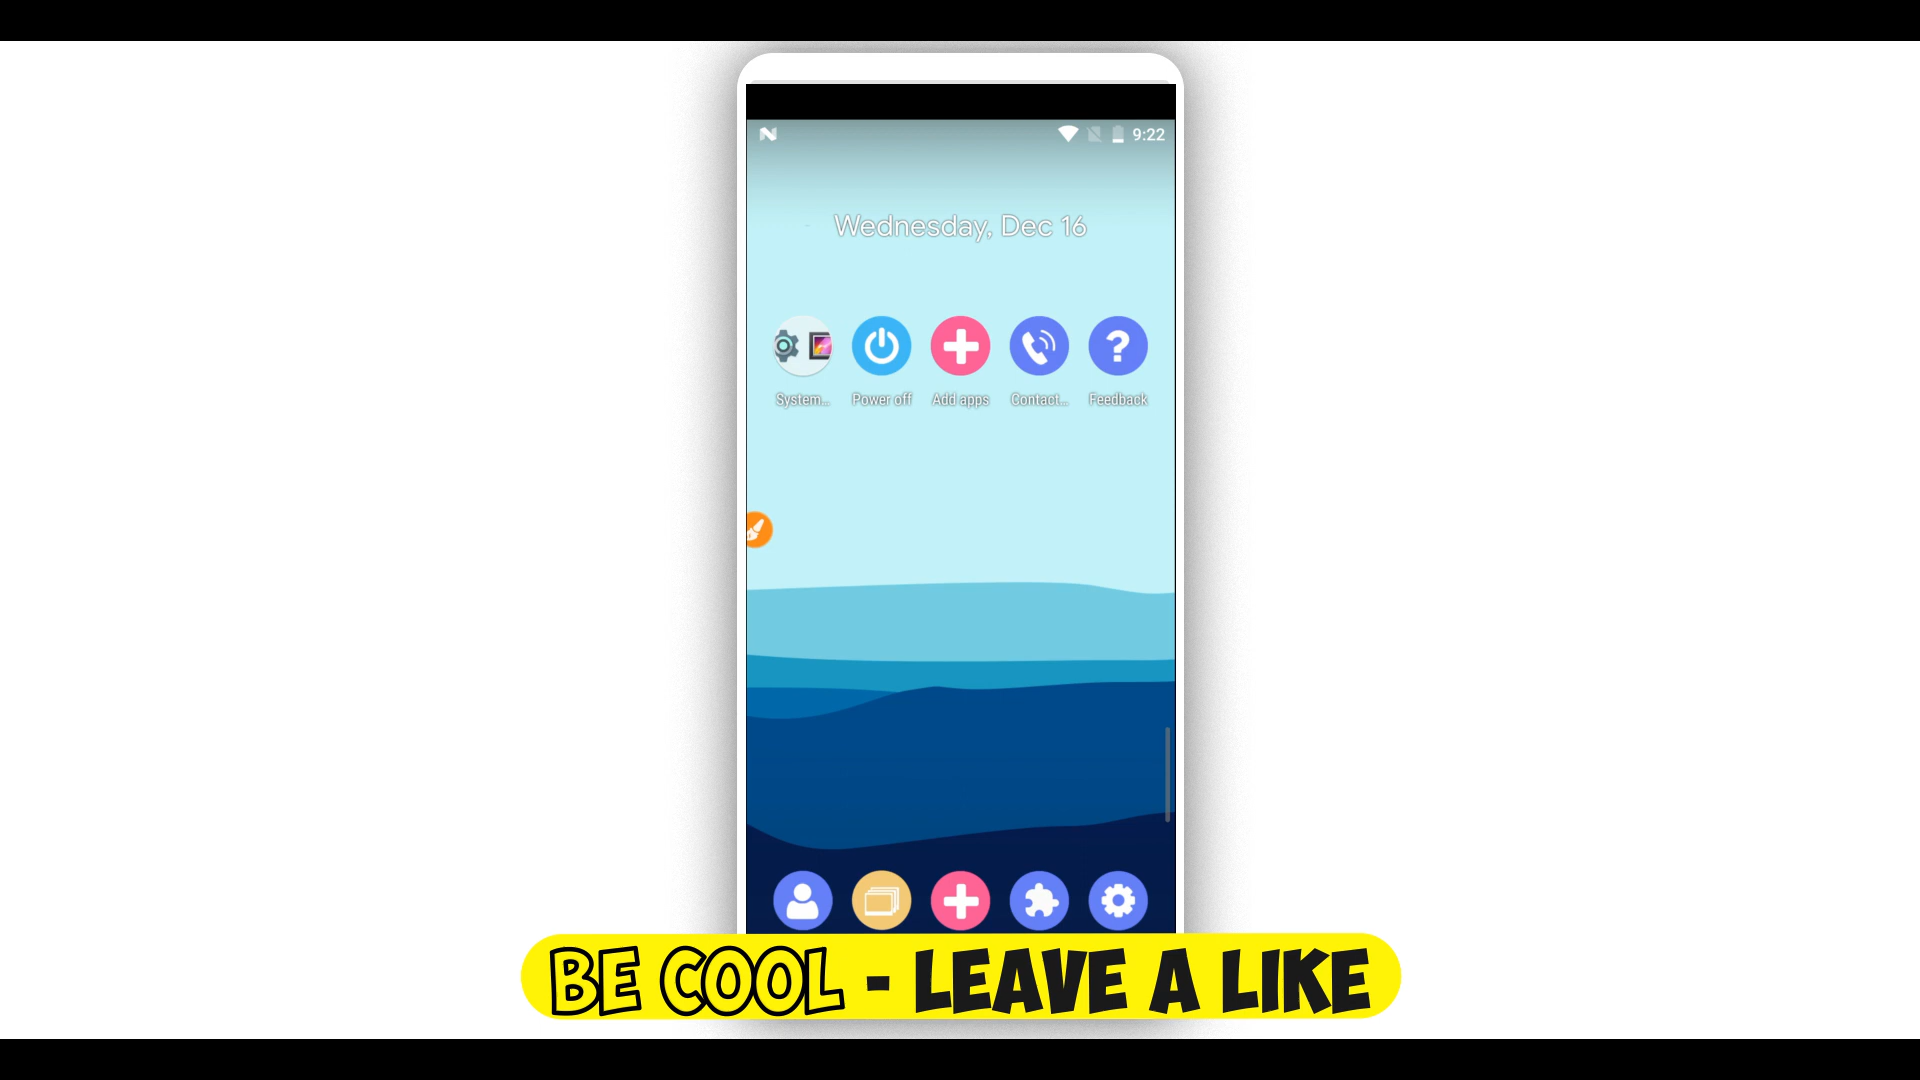 9:22
Wednesday, Dec 16
System... Power off Add apps Contact... Feedback
BE COOL - LEAVE A LIKE